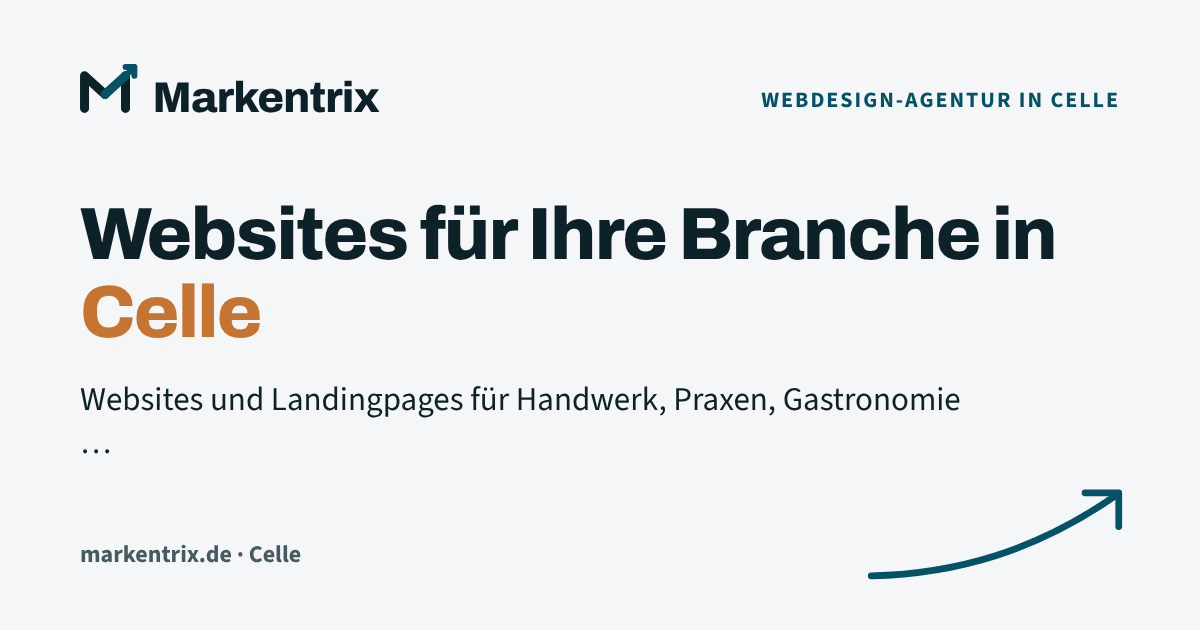 Markentrix
WEBDESIGN-AGENTUR IN CELLE
Websites für Ihre Branche in
Celle
Websites und Landingpages für Handwerk, Praxen, Gastronomie
…
markentrix.de · Celle